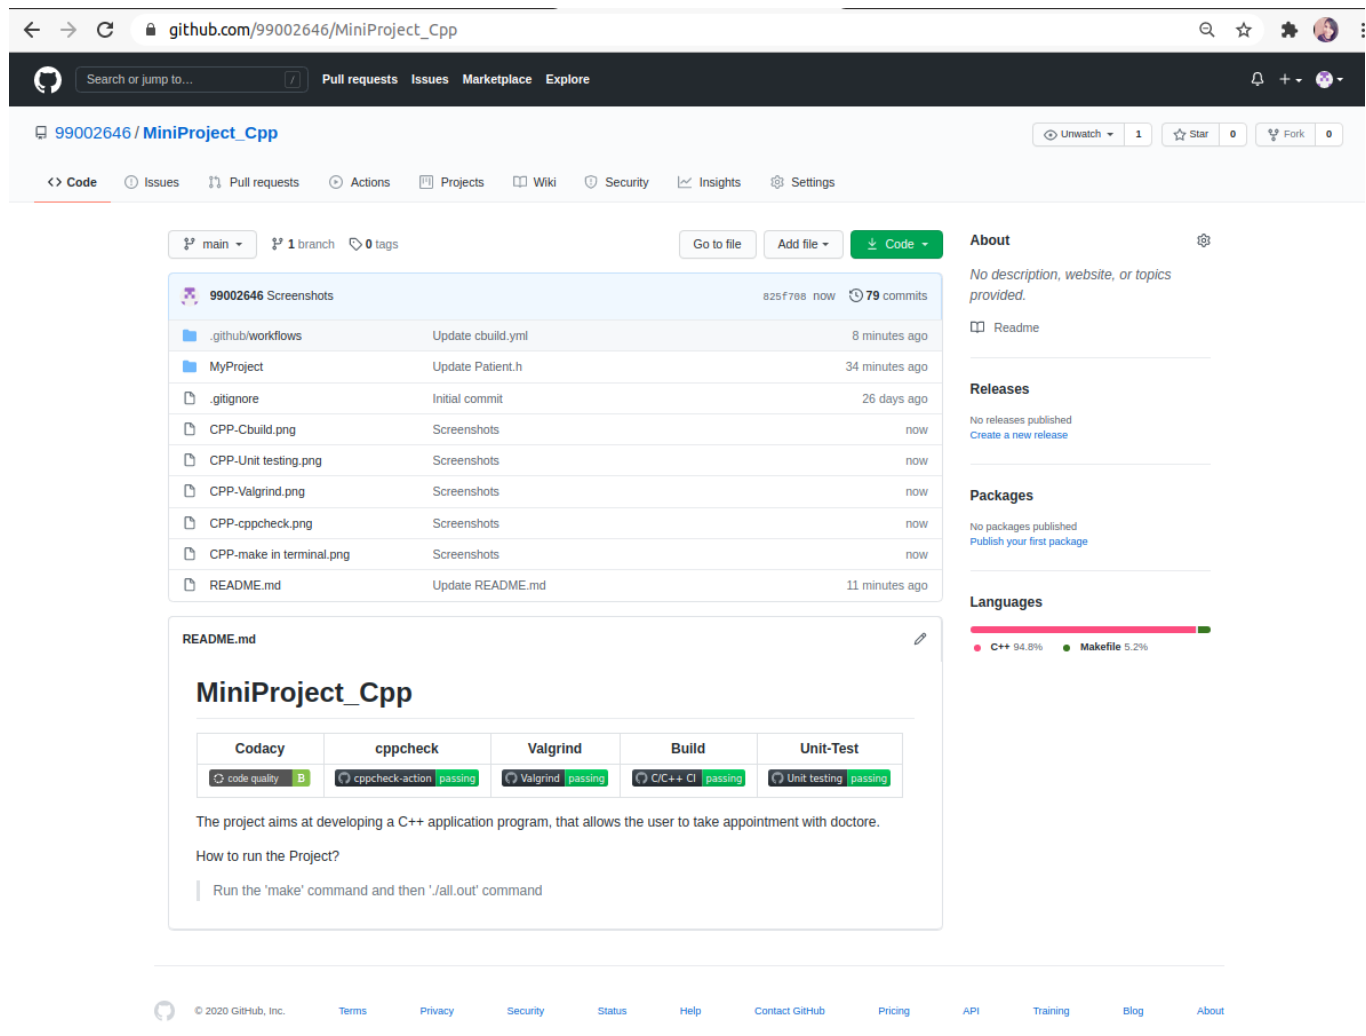 github.com/99002646/MiniProject_Cpp
Search or jump to... / Pull requests Issues Marketplace Explore
99002646 / MiniProject_Cpp Unwatch 1 Star 0 Fork 0
<> Code Issues Pull requests Actions Projects Wiki Security Insights Settings
main 1 branch 0 tags Go to file Add file Code
About
No description, website, or topics
provided.
Readme
99002646 Screenshots 825f708 now 79 commits
.github/workflows Update cbuild.yml 8 minutes ago
MyProject Update Patient.h 34 minutes ago
.gitignore Initial commit 26 days ago
CPP-Cbuild.png Screenshots now
CPP-Unit testing.png Screenshots now
CPP-Valgrind.png Screenshots now
CPP-cppcheck.png Screenshots now
CPP-make in terminal.png Screenshots now
README.md Update README.md 11 minutes ago
Releases
No releases published
Create a new release
Packages
No packages published
Publish your first package
Languages
C++ 94.8% Makefile 5.2%
README.md
MiniProject_Cpp
Codacy cppcheck Valgrind Build Unit-Test
code quality B cppcheck-action passing Valgrind passing C/C++ CI passing Unit testing passing
The project aims at developing a C++ application program, that allows the user to take appointment with doctore.
How to run the Project?
Run the 'make' command and then './all.out' command
© 2020 GitHub, Inc. Terms Privacy Security Status Help Contact GitHub Pricing API Training Blog About